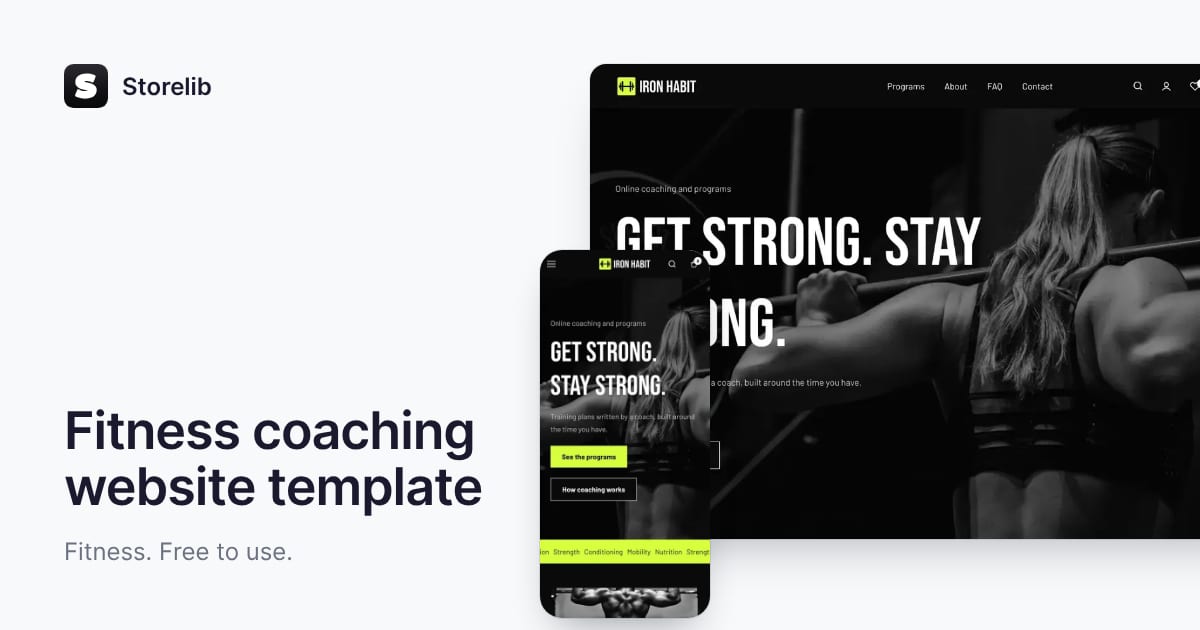 Storelib
Fitness coaching
website template
Fitness. Free to use.
IRON HABIT
Programs About FAQ Contact
Online coaching and programs
GET STRONG. STAY
ONG.
a coach, built around the time you have.
IRON HABIT
Online coaching and programs
GET STRONG.
STAY STRONG.
Training plans written by a coach, built around
the time you have.
See the programs
How coaching works
ion Strength Conditioning Mobility Nutrition Strengt